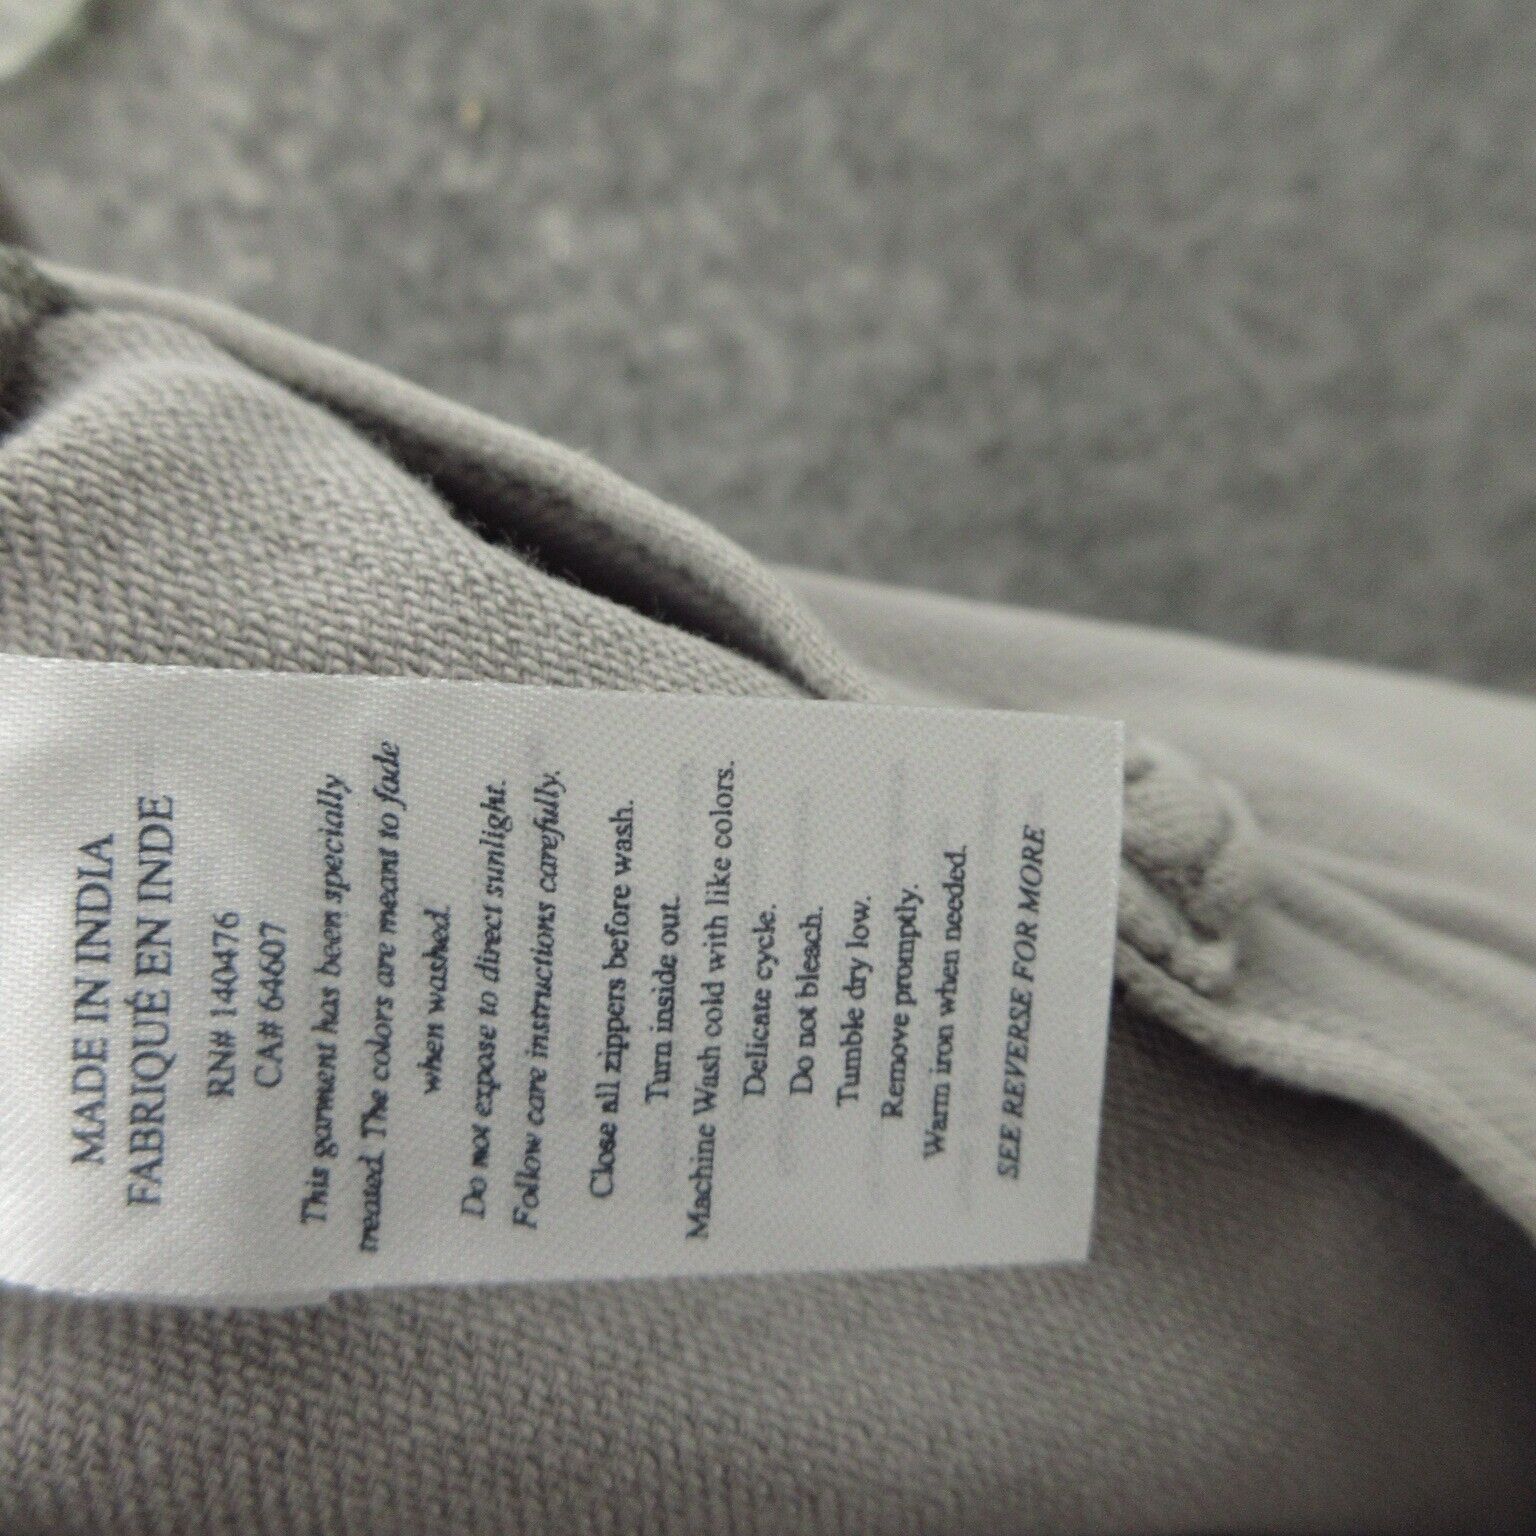 MADE IN INDIA
FABRIQUÉ EN INDE
RN# 140476
CA# 64607
This garment has been specially
treated. The colors are meant to fade
when washed.
Do not expose to direct sunlight.
Follow care instructions carefully.
Close all zippers before wash.
Turn inside out.
Machine Wash cold with like colors.
Delicate cycle.
Do not bleach.
Tumble dry low.
Remove promptly.
Warm iron when needed.
SEE REVERSE FOR MORE